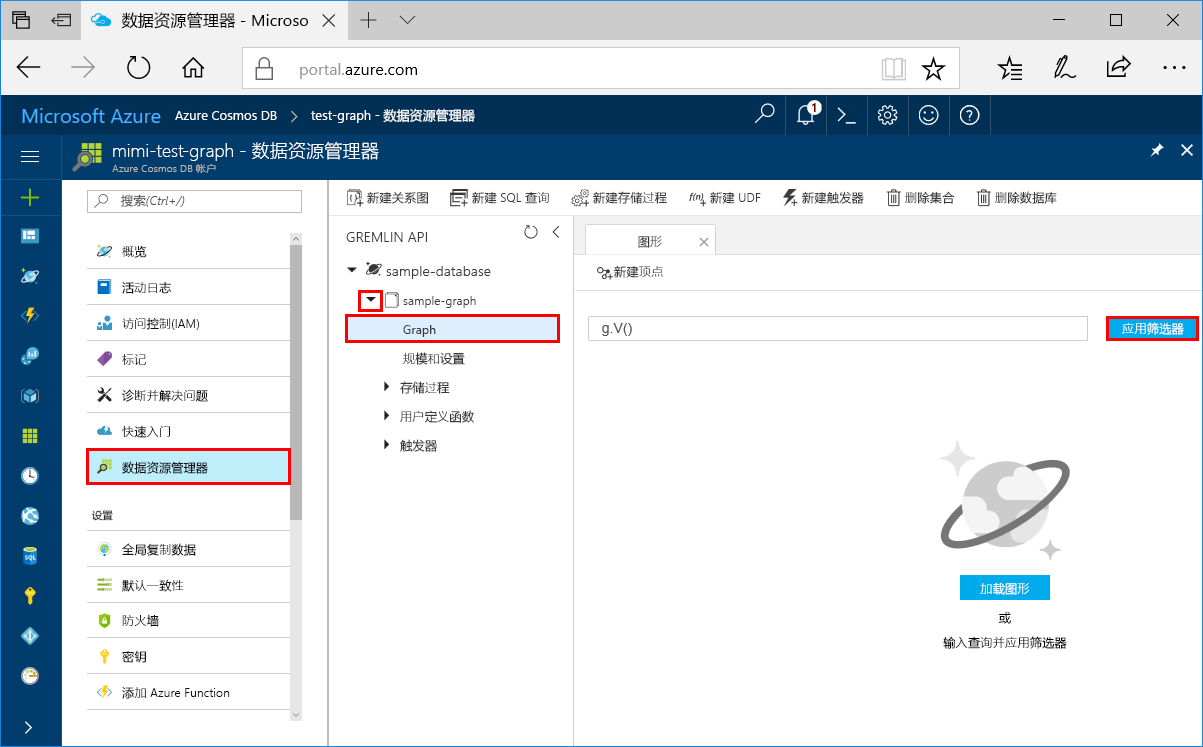 数据资源管理器 - Microso
portal.azure.com
Microsoft Azure Azure Cosmos DB test-graph - 数据资源管理器 1
mimi-test-graph - 数据资源管理器
Azure Cosmos DB 帐户
搜索(Ctrl+/)
概览
活动日志
访问控制(IAM)
标记
诊断并解决问题
快速入门
数据资源管理器
设置
全局复制数据
默认一致性
防火墙
密钥
添加 Azure Function
SQL
新建关系图 新建 SQL 查询 新建存储过程 新建 UDF 新建触发器 删除集合 删除数据库
GREMLIN API
sample-database
sample-graph
Graph
规模和设置
存储过程
用户定义函数
触发器
图形
新建顶点
g.V() 应用筛选器
加载图形
或
输入查询并应用筛选器